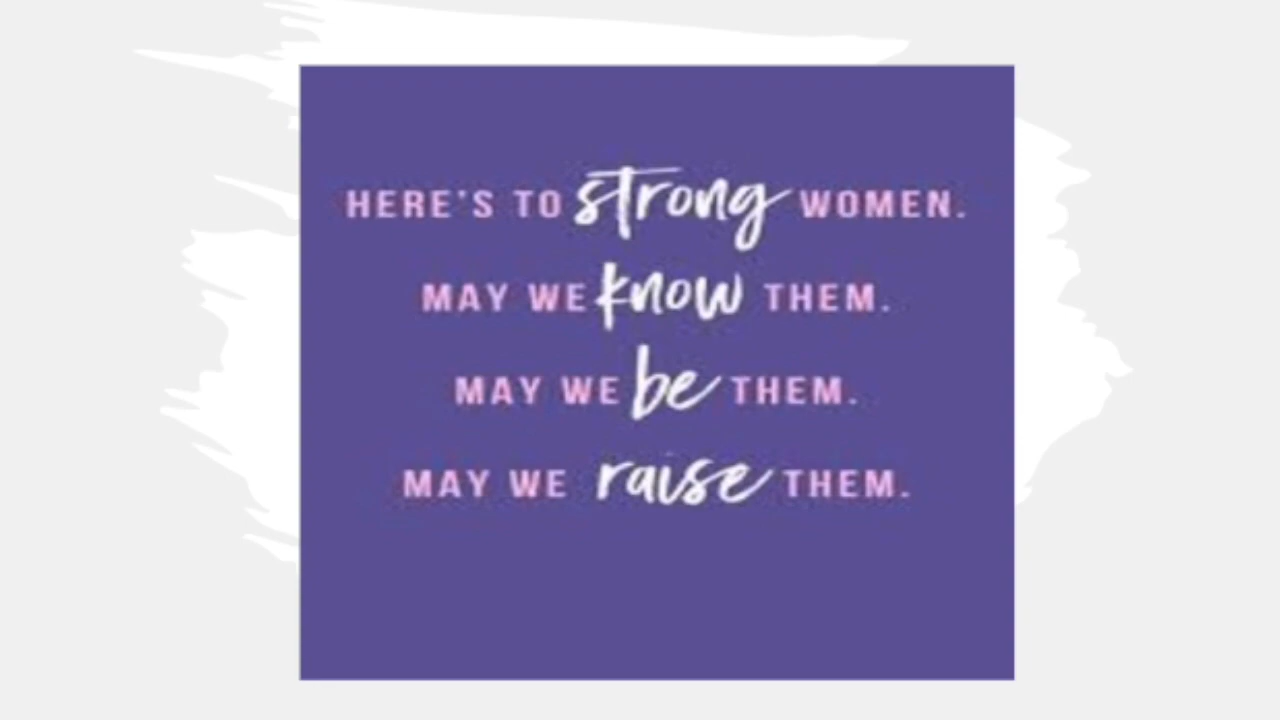 HERE'S TO strong WOMEN.
MAY WE know THEM.
MAY WE be THEM.
MAY WE raise THEM.